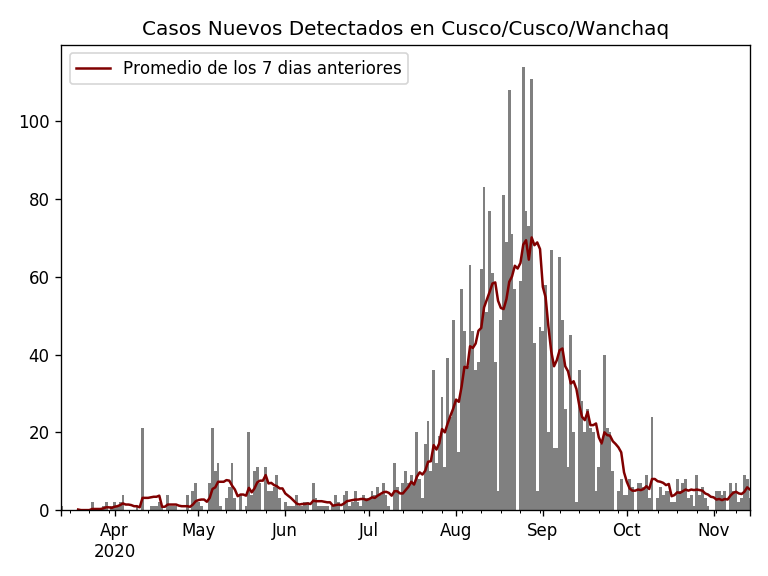 Casos Nuevos Detectados en Cusco/Cusco/Wanchaq
Promedio de los 7 dias anteriores
100
80
60
40
20
0
Apr May Jun Jul Aug Sep Oct Nov
2020